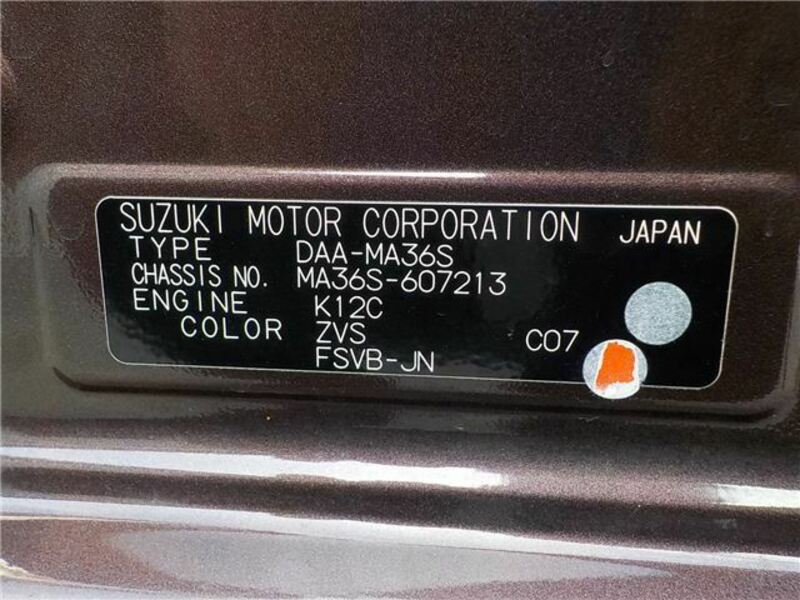 SUZUKI MOTOR CORPORATION JAPAN
TYPE DAA-MA36S
CHASSIS NO. MA36S-607213
ENGINE K12C
COLOR ZVS C07
FSVB-JN